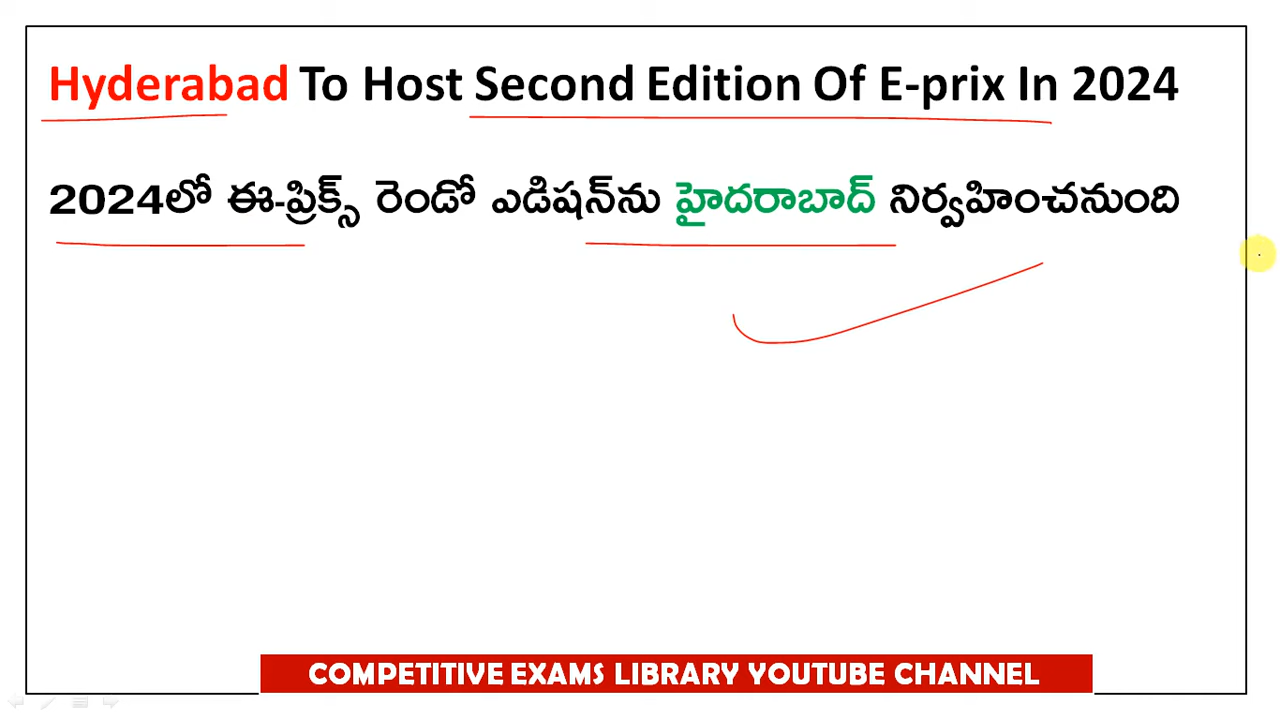 Hyderabad To Host Second Edition Of E-prix In 2024
2024లో ఈ-ప్రిక్స్ రెండో ఎడిషన్‌ను హైదరాబాద్ నిర్వహించనుంది
COMPETITIVE EXAMS LIBRARY YOUTUBE CHANNEL